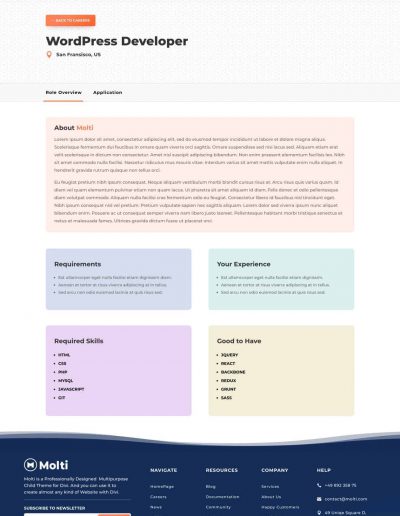 ← BACK TO CAREER
WordPress Developer
San Fransisco, US
Role Overview Application
About Molti
Lorem ipsum dolor sit amet, consectetur adipiscing elit, sed do eiusmod tempor incididunt ut labore et dolore magna aliqua.
Scelerisque fermentum dui faucibus in ornare quam viverra orci sagittis. Ornare suspendisse sed nisi lacus sed. Aliquam etiam erat
velit scelerisque in dictum non consectetur. Amet nisl suscipit adipiscing bibendum. Non enim praesent elementum facilisis leo. Nibh
sit amet commodo nulla facilisi. Nascetur ridiculus mus mauris vitae. Interdum varius sit amet mattis vulputate enim nulla aliquet. In
hendrerit gravida rutrum quisque non tellus orci.
Eu feugiat pretium nibh ipsum consequat. Neque aliquam vestibulum morbi blandit cursus risus at. Arcu risus quis varius quam. Id
diam vel quam elementum pulvinar etiam non quam lacus. Ut pharetra sit amet aliquam id diam. Felis donec et odio pellentesque
diam volutpat commodo. Aliquam nulla facilisi cras fermentum odio eu feugiat. Consectetur libero id faucibus nisl tincidunt eget.
Nibh ipsum consequat nisl vel pretium. Pretium vulputate sapien nec sagittis aliquam. Lorem dolor sed viverra ipsum nunc aliquet
bibendum enim. Posuere ac ut consequat semper viverra nam libero justo laoreet. Pellentesque habitant morbi tristique senectus et
netus et malesuada fames. Ultrices gravida dictum fusce ut placerat orci.
Requirements
Est ullamcorper eget nulla facilisi etiam dignissim diam.
Aenean et tortor at risus viverra adipiscing at in tellus.
Sed arcu non odio euismod lacinia at quis risus sed.
Your Experience
Est ullamcorper eget nulla facilisi etiam dignissim.
Aenean et tortor at risus viverra adipiscing at in.
Sed arcu non odio euismod lacinia at quis risus.
Required Skills
HTML
CSS
PHP
MYSQL
JAVASCRIPT
GIT
Good to Have
JQUERY
REACT
BACKBONE
REDUX
GRUNT
SASS
Molti
Molti is a Professionally Designed Multipurpose
Child Theme for Divi. And you can use it to
create almost any kind of Website with Divi.
SUBSCRIBE TO NEWSLETTER
NAVIGATE
HomePage
Careers
News
RESOURCES
Blog
Documentation
Community
COMPANY
Services
About Us
Happy Customers
HELP
+49 892 358 75
contact@molti.com
49 Unique Square D,